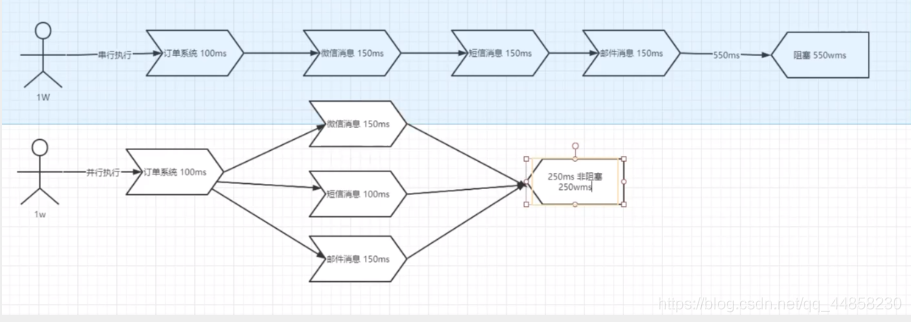 串行执行
订单系统 100ms
微信消息 150ms
短信消息 150ms
邮件消息 150ms
550ms
阻塞 550wms
1W
微信消息 150ms
并行执行
订单系统 100ms
250ms 非阻塞
250wms
短信消息 100ms
1w
邮件消息 150ms
https://blog.csdn.net/qq_44858230